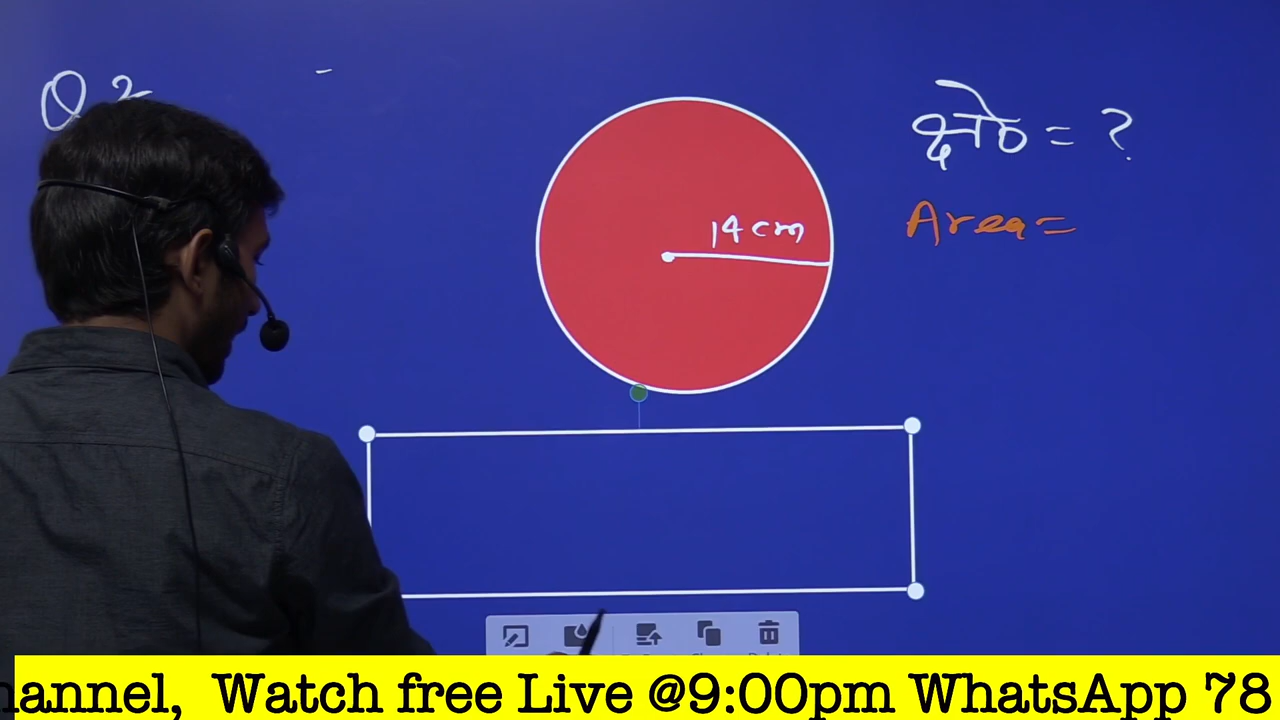 Q 2
क्षे० = ?
14 cm
Area =
hannel, Watch free Live @9:00pm WhatsApp 78